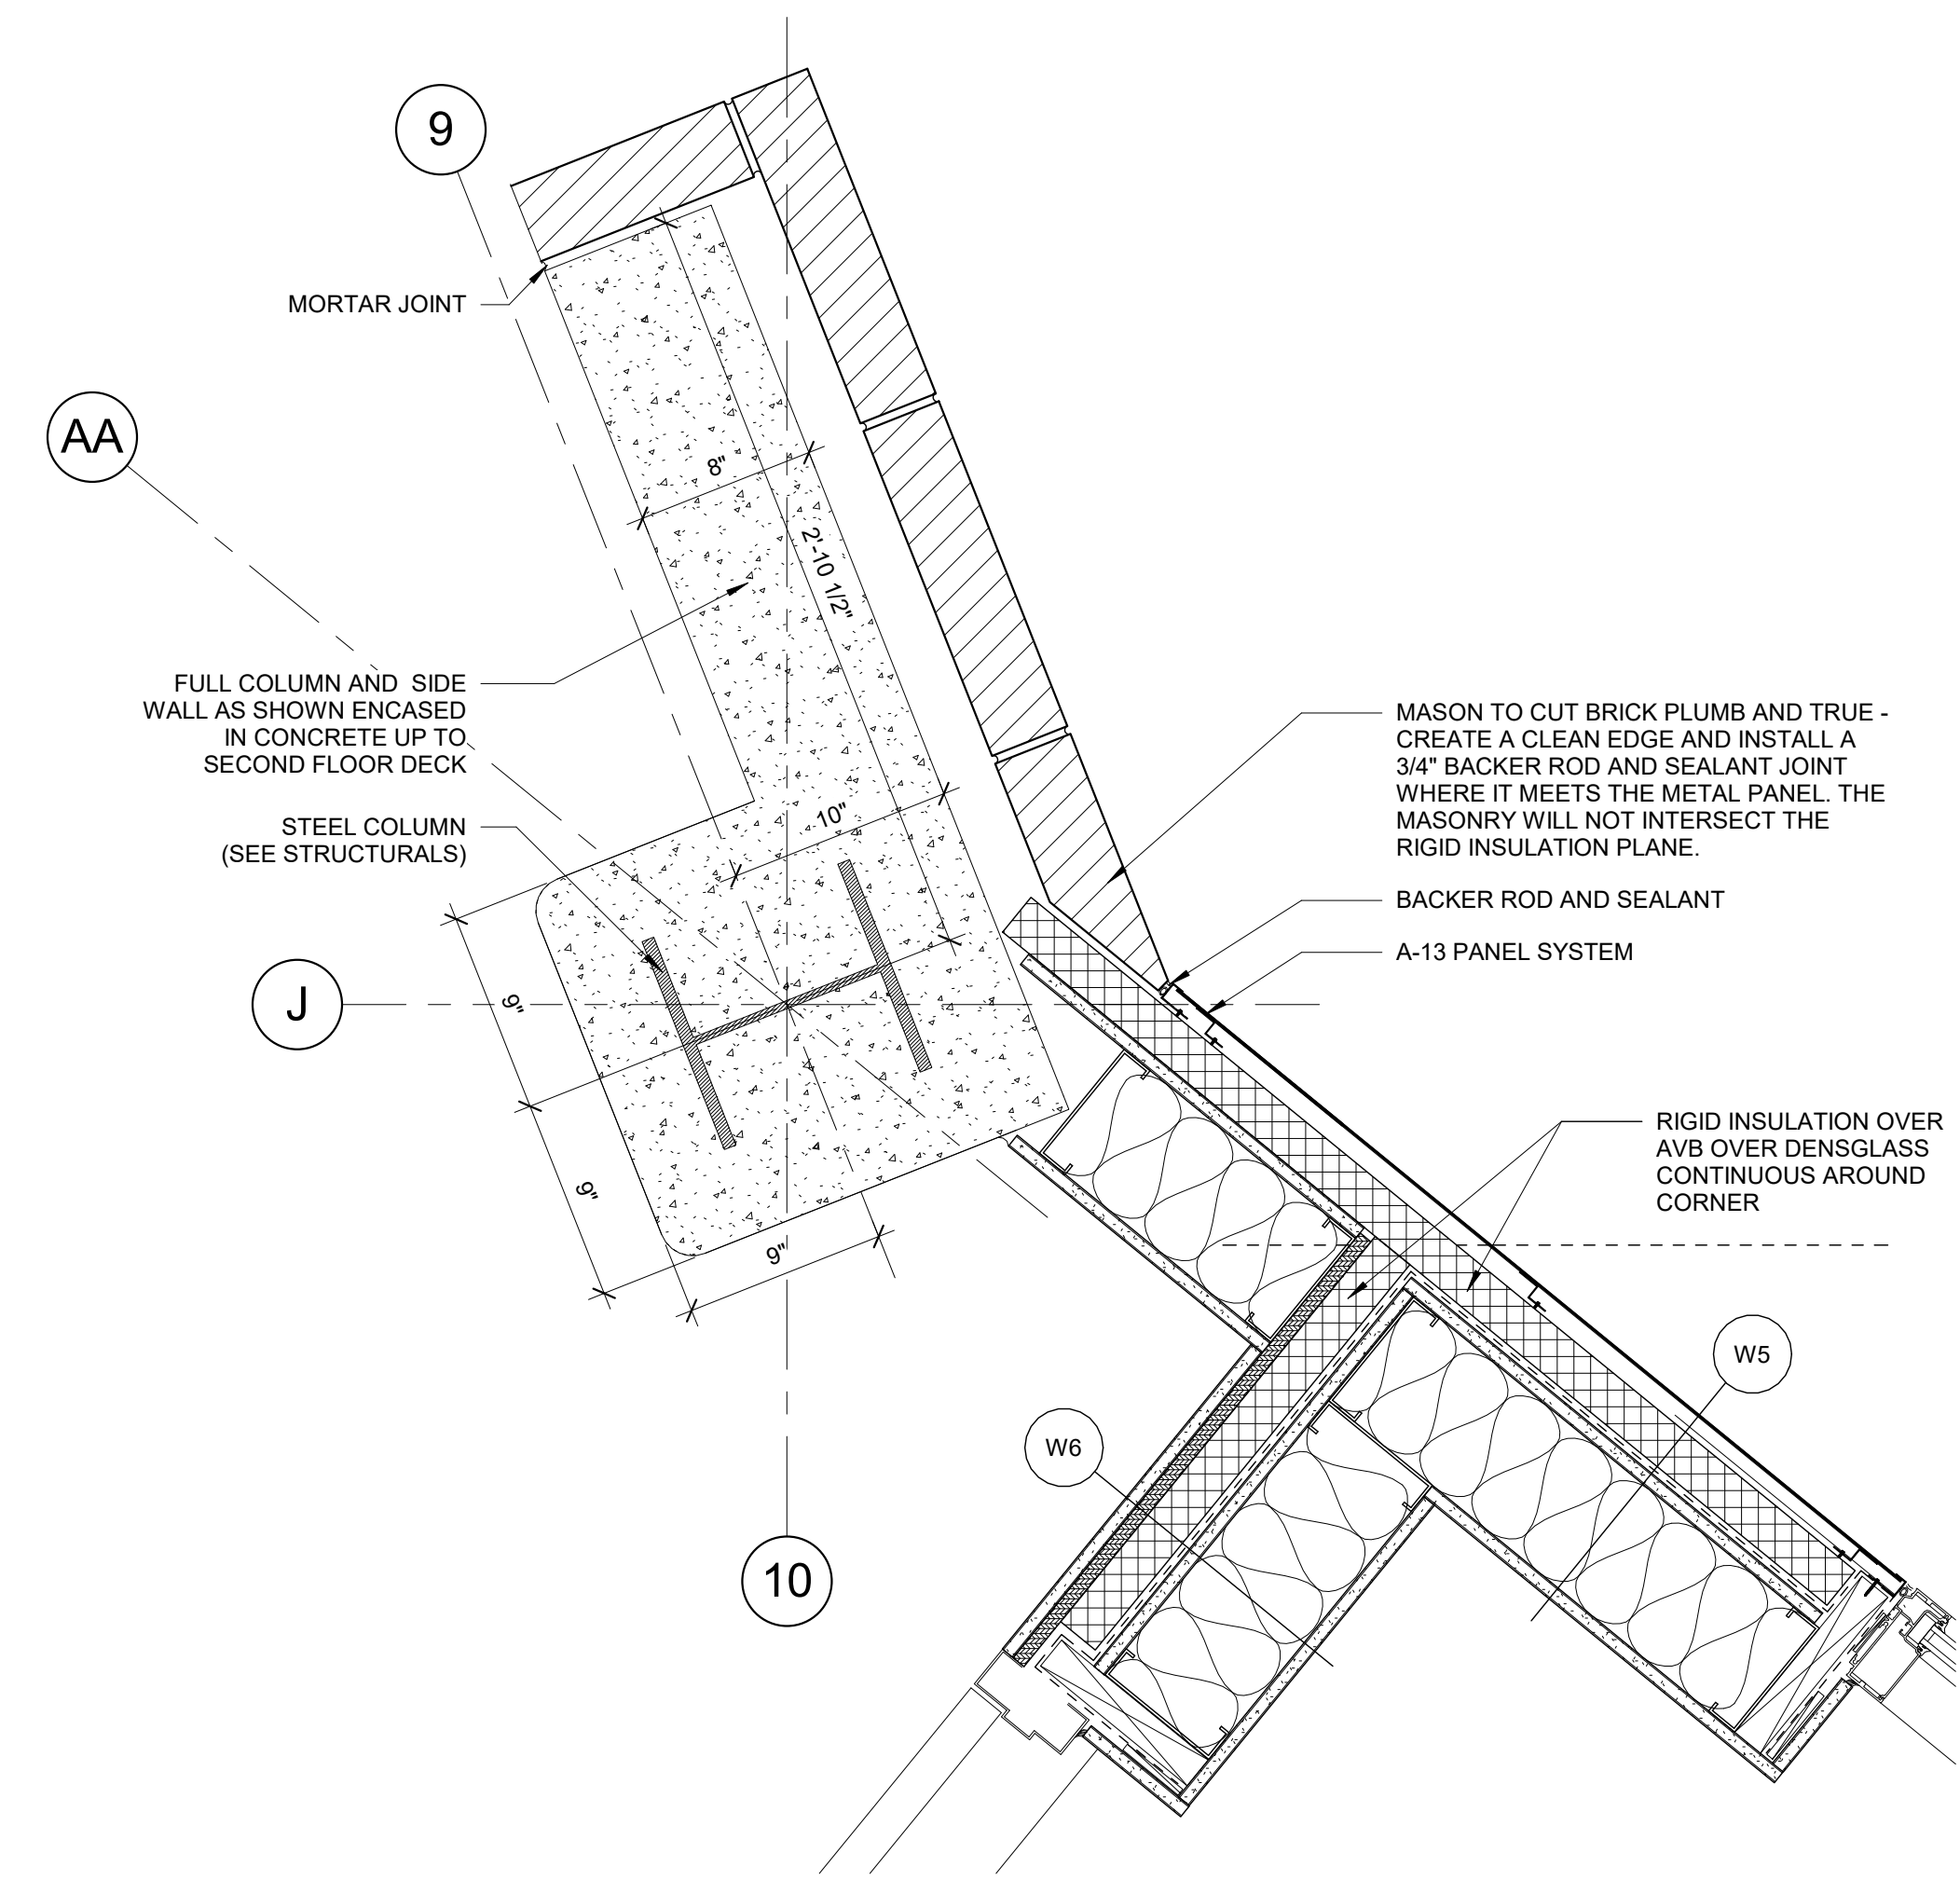 9
AA
MORTAR JOINT
8"
2'-10 1/2"
FULL COLUMN AND SIDE
WALL AS SHOWN ENCASED
IN CONCRETE UP TO
SECOND FLOOR DECK
STEEL COLUMN
(SEE STRUCTURALS)
10"
J
9"
9"
9"
10
MASON TO CUT BRICK PLUMB AND TRUE -
CREATE A CLEAN EDGE AND INSTALL A
3/4" BACKER ROD AND SEALANT JOINT
WHERE IT MEETS THE METAL PANEL. THE
MASONRY WILL NOT INTERSECT THE
RIGID INSULATION PLANE.
BACKER ROD AND SEALANT
A-13 PANEL SYSTEM
RIGID INSULATION OVER
AVB OVER DENSGLASS
CONTINUOUS AROUND
CORNER
W5
W6